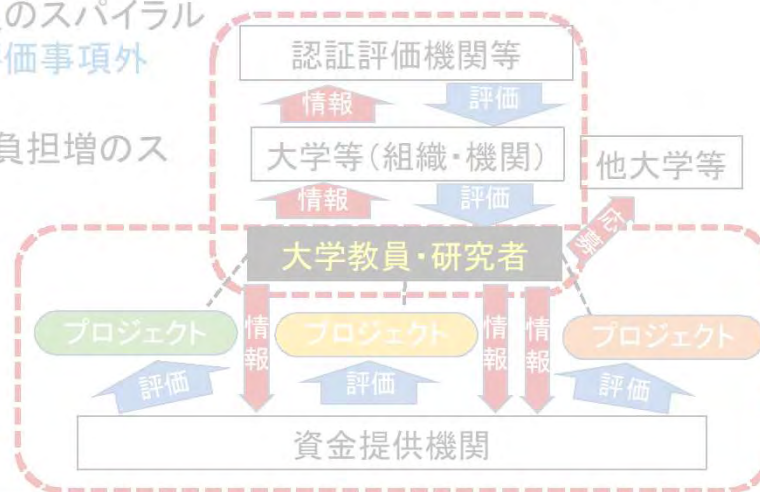 のスパイラル
価事項外
負担増のス
認証評価機関等
情報
評価
大学等（組織・機関）
他大学等
情報
評価
応募
大学教員・研究者
プロジェクト
情報
プロジェクト
情報
情報
プロジェクト
評価
評価
評価
資金提供機関